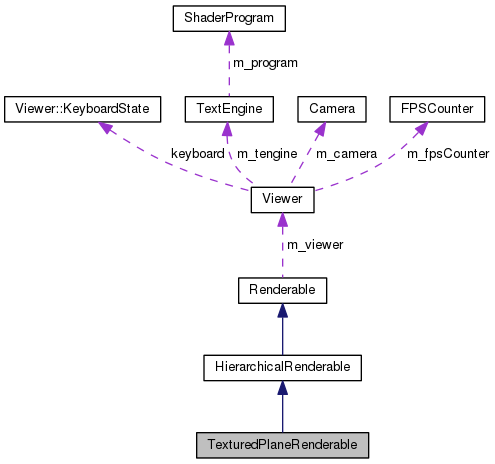 ShaderProgram
m_program
Viewer::KeyboardState
TextEngine
Camera
FPSCounter
keyboard
m_tengine
m_camera
m_fpsCounter
Viewer
m_viewer
Renderable
HierarchicalRenderable
TexturedPlaneRenderable